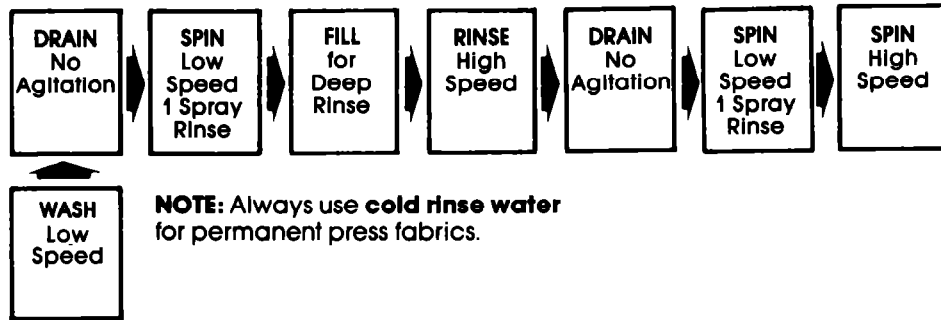 DRAIN
No
Agitation
SPIN
Low
Speed
1 Spray
Rinse
FILL
for
Deep
Rinse
RINSE
High
Speed
DRAIN
No
Agitation
SPIN
Low
Speed
1 Spray
Rinse
SPIN
High
Speed
WASH
Low
Speed
NOTE: Always use cold rinse water
for permanent press fabrics.